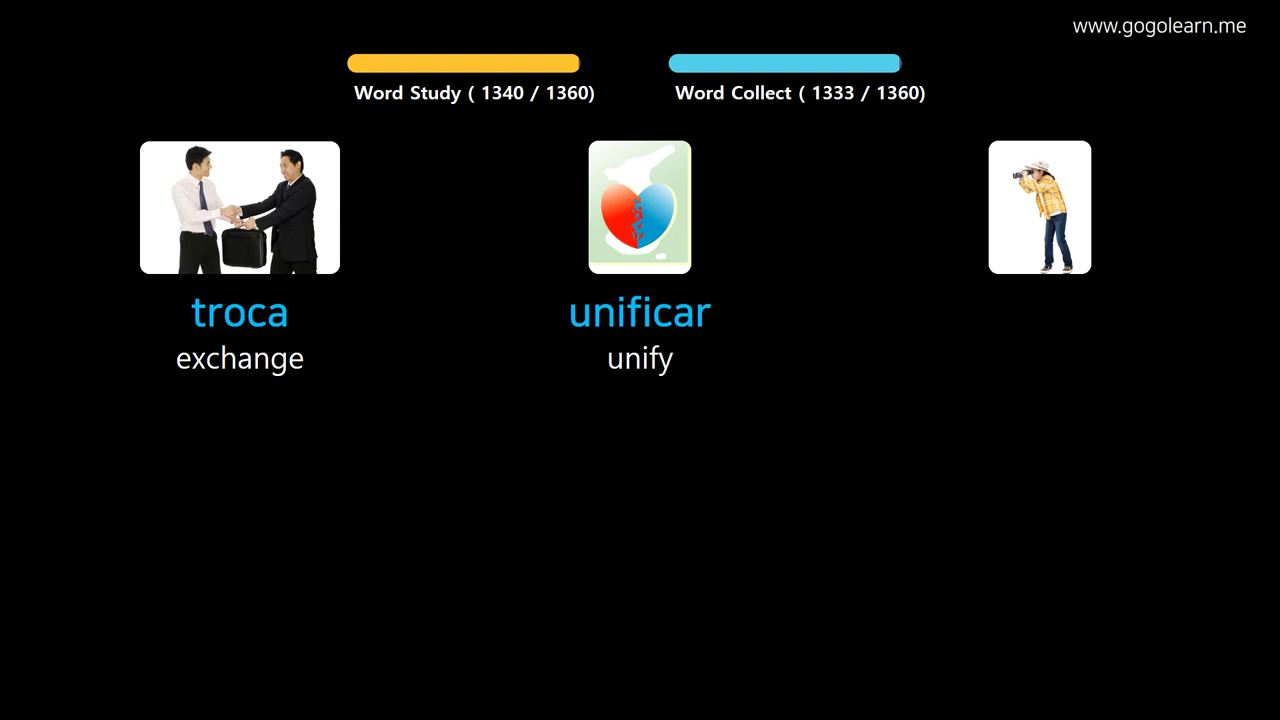 www.gogolearn.me
Word Study ( 1340 / 1360)
Word Collect ( 1333 / 1360)
troca
unificar
exchange
unify